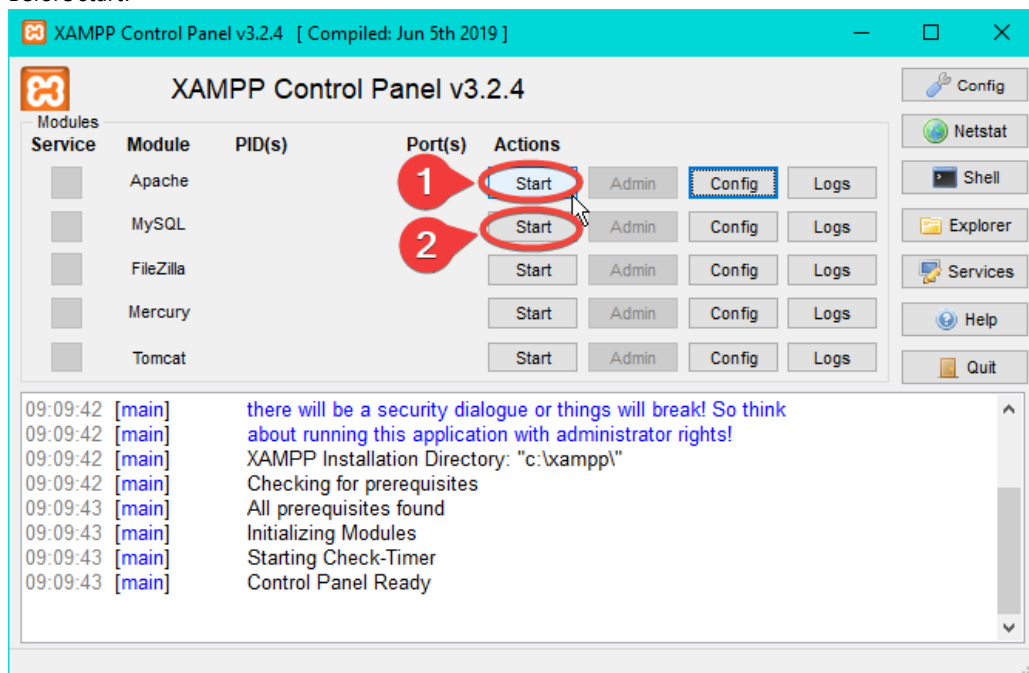 XAMPP Control Panel v3.2.4 [ Compiled: Jun 5th 2019 ]
XAMPP Control Panel v3.2.4
Config
Modules
Netstat
Service Module PID(s) Port(s) Actions
Apache 1 Start Admin Config Logs
Shell
MySQL 2 Start Admin Config Logs
Explorer
FileZilla Start Admin Config Logs
Services
Mercury Start Admin Config Logs
Help
Tomcat Start Admin Config Logs
Quit
09:09:42 [main] there will be a security dialogue or things will break! So think
09:09:42 [main] about running this application with administrator rights!
09:09:42 [main] XAMPP Installation Directory: "c:\xampp\"
09:09:42 [main] Checking for prerequisites
09:09:43 [main] All prerequisites found
09:09:43 [main] Initializing Modules
09:09:43 [main] Starting Check-Timer
09:09:43 [main] Control Panel Ready